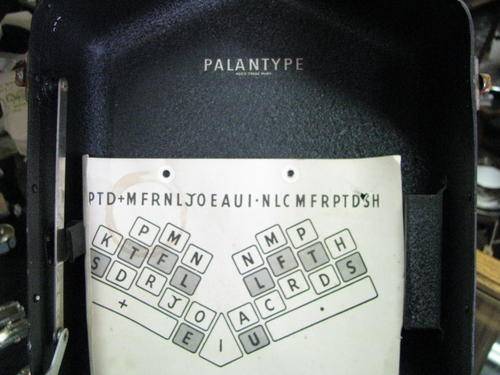 PALANTYPE
PTD+MFRNLJOEAUI·NLCMFRPTDSH
P M N N M P
K T F L L F T H
S D R J O A C R D S
+ E I U ·